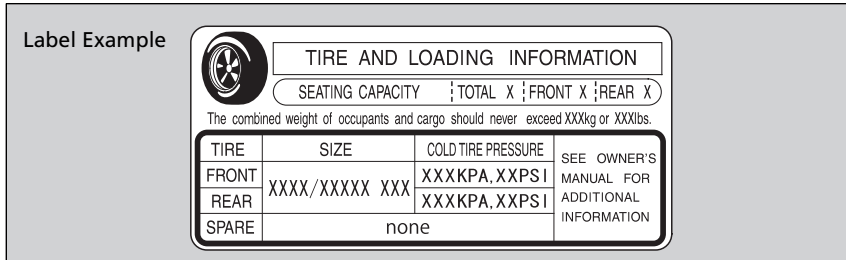 Label Example
TIRE AND LOADING INFORMATION
SEATING CAPACITY TOTAL X FRONT X REAR X
The combined weight of occupants and cargo should never exceed XXXkg or XXXlbs.
TIRE SIZE COLD TIRE PRESSURE
FRONT XXXX/XXXXX XXX XXXKPA,XXPSI
REAR XXXKPA,XXPSI
SPARE none
SEE OWNER'S
MANUAL FOR
ADDITIONAL
INFORMATION